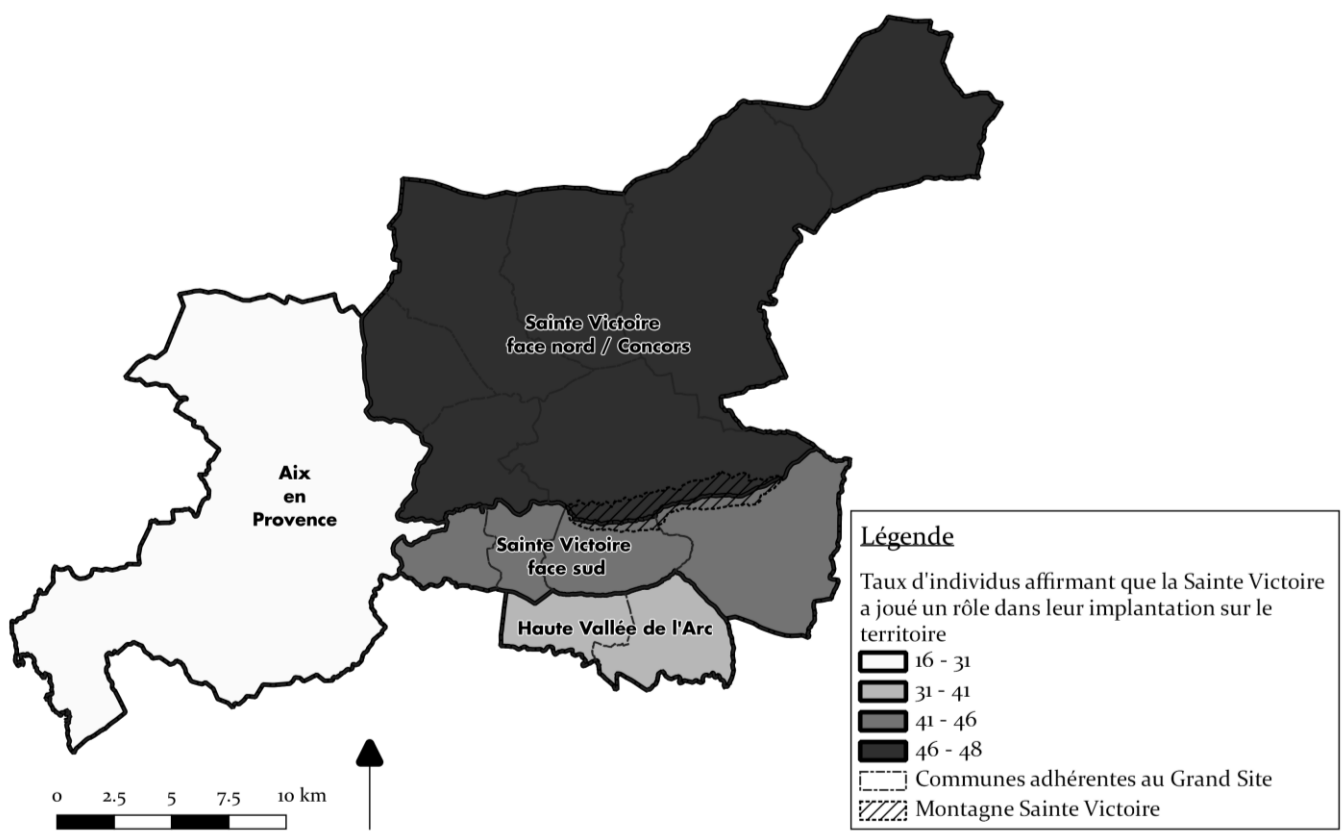 Sainte Victoire
face nord / Concors
Aix
en
Provence
Sainte Victoire
face sud
Haute Vallée de l'Arc
Légende
Taux d'individus affirmant que la Sainte Victoire
a joué un rôle dans leur implantation sur le
territoire
16 - 31
31 - 41
41 - 46
46 - 48
Communes adhérentes au Grand Site
Montagne Sainte Victoire
0 2.5 5 7.5 10 km